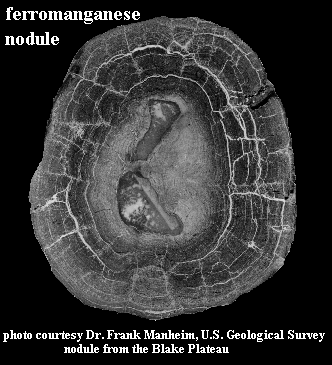 ferromanganese
nodule
photo courtesy Dr. Frank Manheim, U.S. Geological Survey
nodule from the Blake Plateau